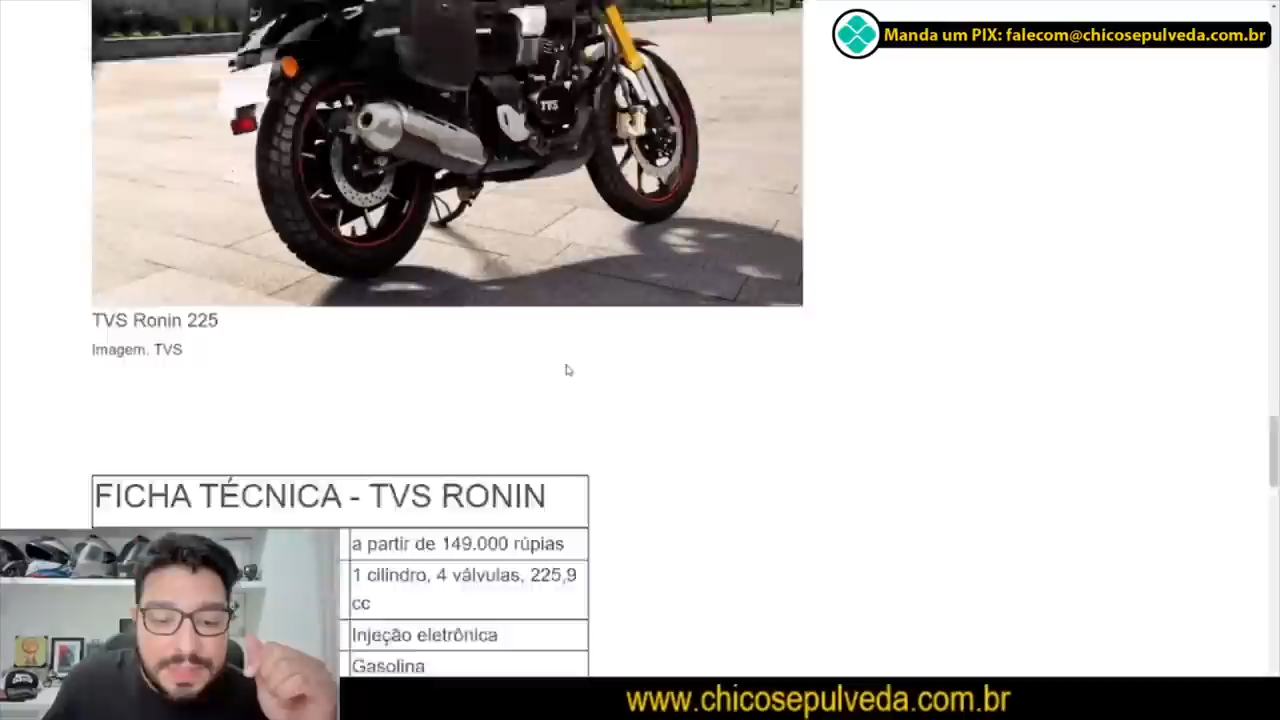 Manda um PIX: falecom@chicosepulveda.com.br
TVS
TVS Ronin 225
Imagem. TVS
FICHA TÉCNICA - TVS RONIN
a partir de 149.000 rúpias
1 cilindro, 4 válvulas, 225,9
cc
Injeção eletrônica
Gasolina
www.chicosepulveda.com.br